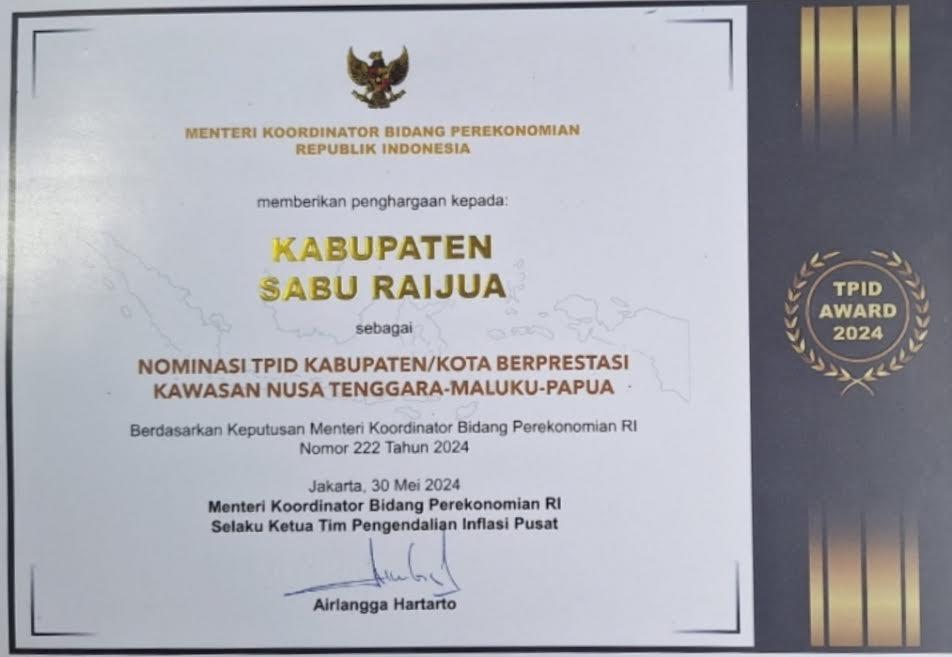 MENTERI KOORDINATOR BIDANG PEREKONOMIAN
REPUBLIK INDONESIA
memberikan penghargaan kepada:
KABUPATEN
SABU RAIJUA
sebagai
NOMINASI TPID KABUPATEN/KOTA BERPRESTASI
KAWASAN NUSA TENGGARA-MALUKU-PAPUA
Berdasarkan Keputusan Menteri Koordinator Bidang Perekonomian RI
Nomor 222 Tahun 2024
Jakarta, 30 Mei 2024
Menteri Koordinator Bidang Perekonomian RI
Selaku Ketua Tim Pengendalian Inflasi Pusat
Airlangga Hartarto
TPID
AWARD
2024